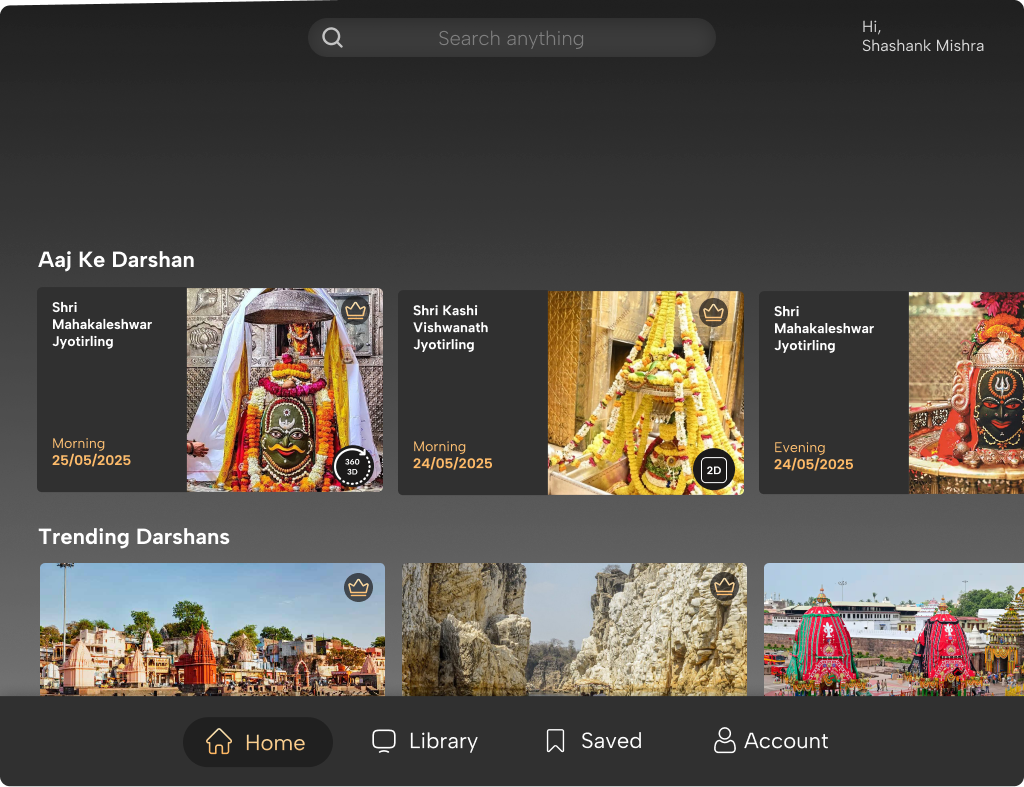 Search anything
Hi,
Shashank Mishra
Aaj Ke Darshan
Shri
Mahakaleshwar
Jyotirling
Morning
25/05/2025
360
3D
Shri Kashi
Vishwanath
Jyotirling
Morning
24/05/2025
2D
Shri
Mahakaleshwar
Jyotirling
Evening
24/05/2025
Trending Darshans
Home
Library
Saved
Account